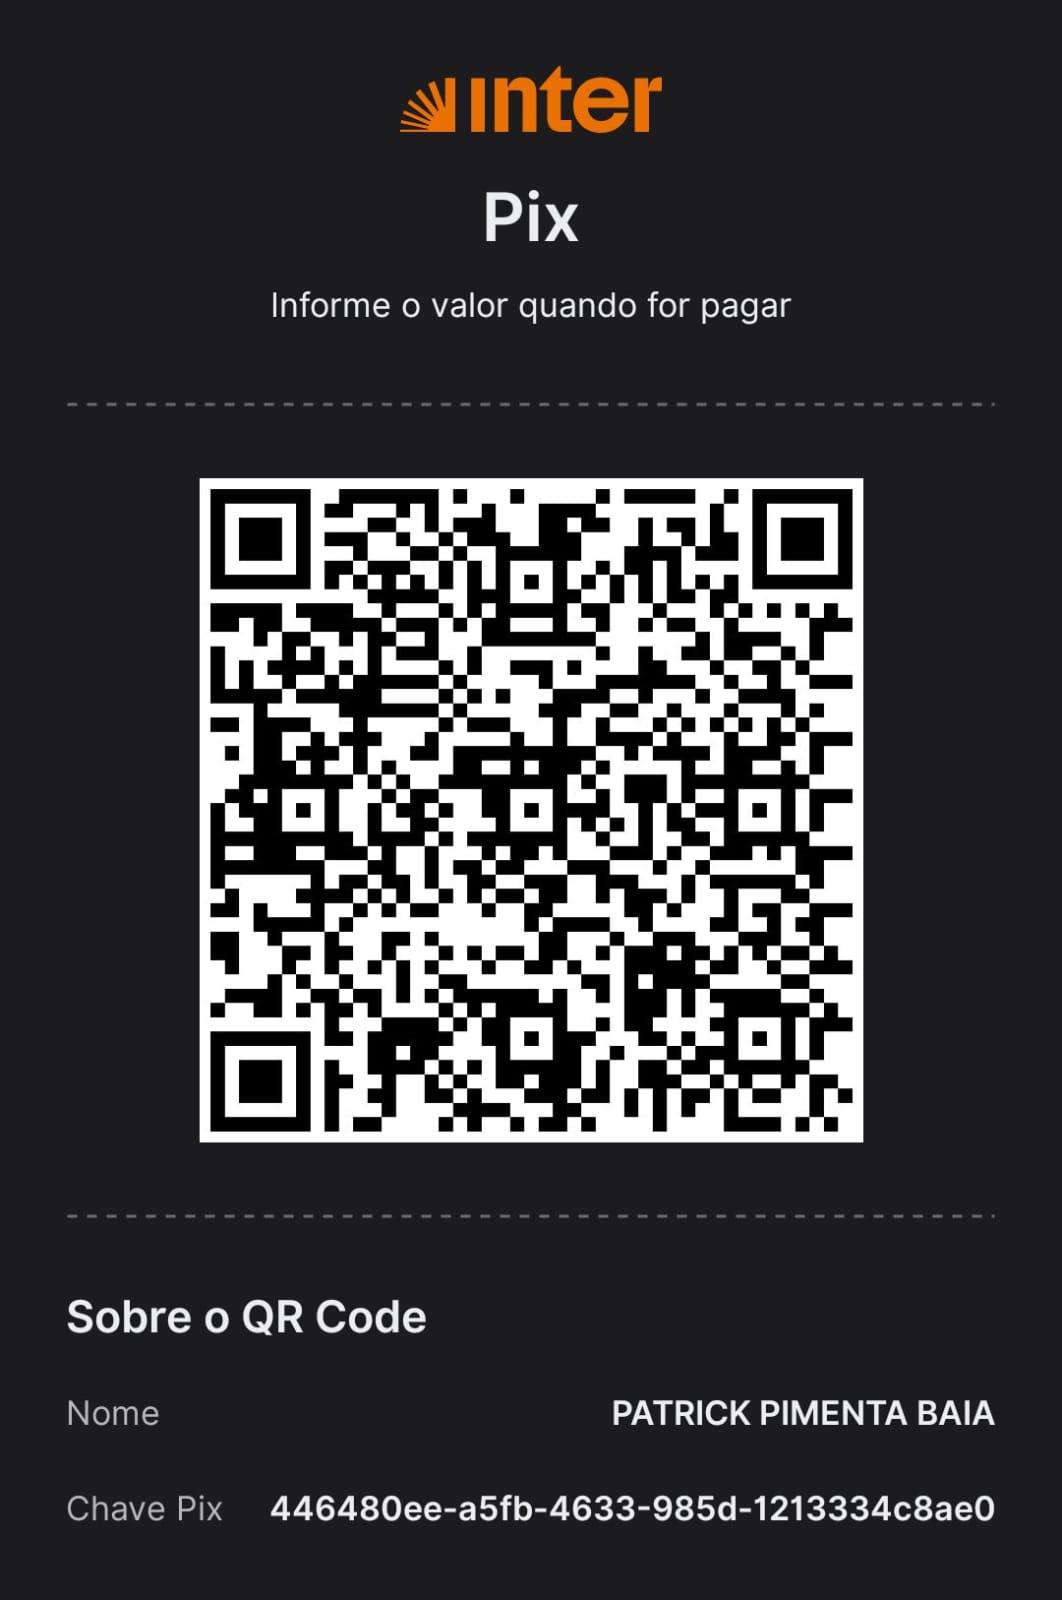 inter
Pix
Informe o valor quando for pagar
Sobre o QR Code
Nome PATRICK PIMENTA BAIA
Chave Pix 446480ee-a5fb-4633-985d-1213334c8ae0